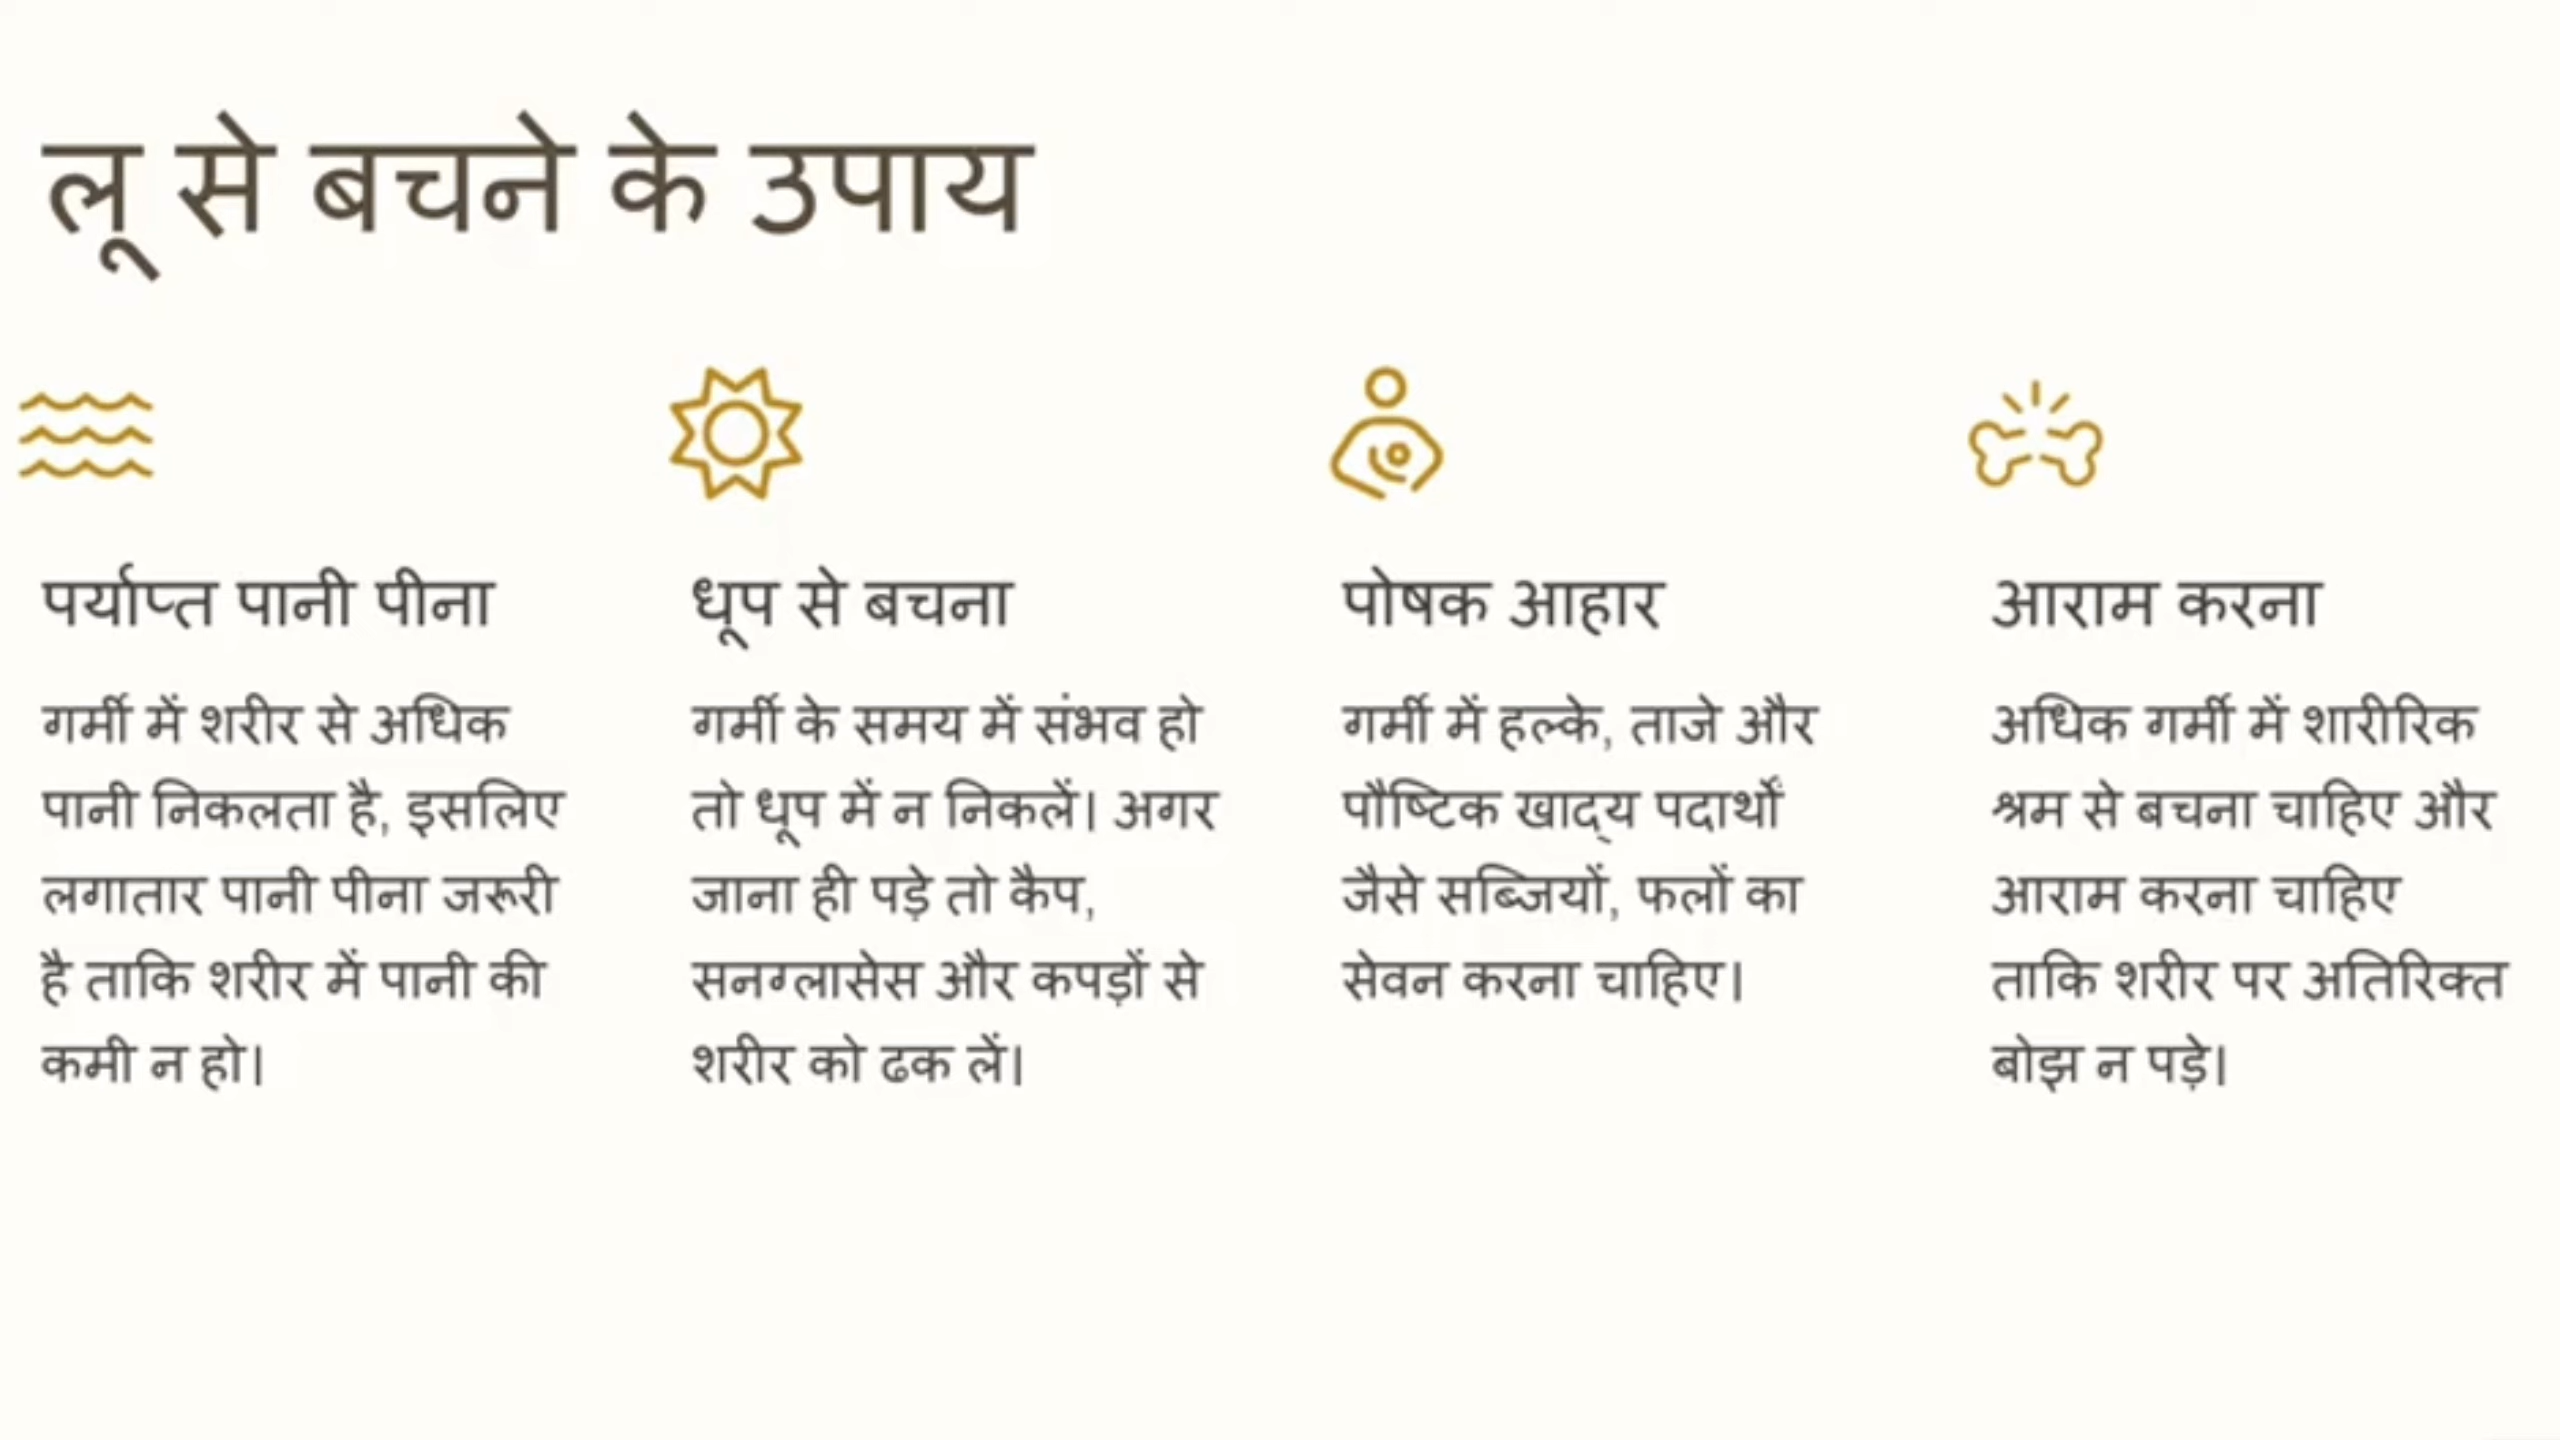 लू से बचने के उपाय
पर्याप्त पानी पीना
गर्मी में शरीर से अधिक
पानी निकलता है, इसलिए
लगातार पानी पीना जरूरी
है ताकि शरीर में पानी की
कमी न हो।
धूप से बचना
गर्मी के समय में संभव हो
तो धूप में न निकलें। अगर
जाना ही पड़े तो कैप,
सनग्लासेस और कपड़ों से
शरीर को ढक लें।
पोषक आहार
गर्मी में हल्के, ताजे और
पौष्टिक खाद्य पदार्थों
जैसे सब्जियों, फलों का
सेवन करना चाहिए।
आराम करना
अधिक गर्मी में शारीरिक
श्रम से बचना चाहिए और
आराम करना चाहिए
ताकि शरीर पर अतिरिक्त
बोझ न पड़े।